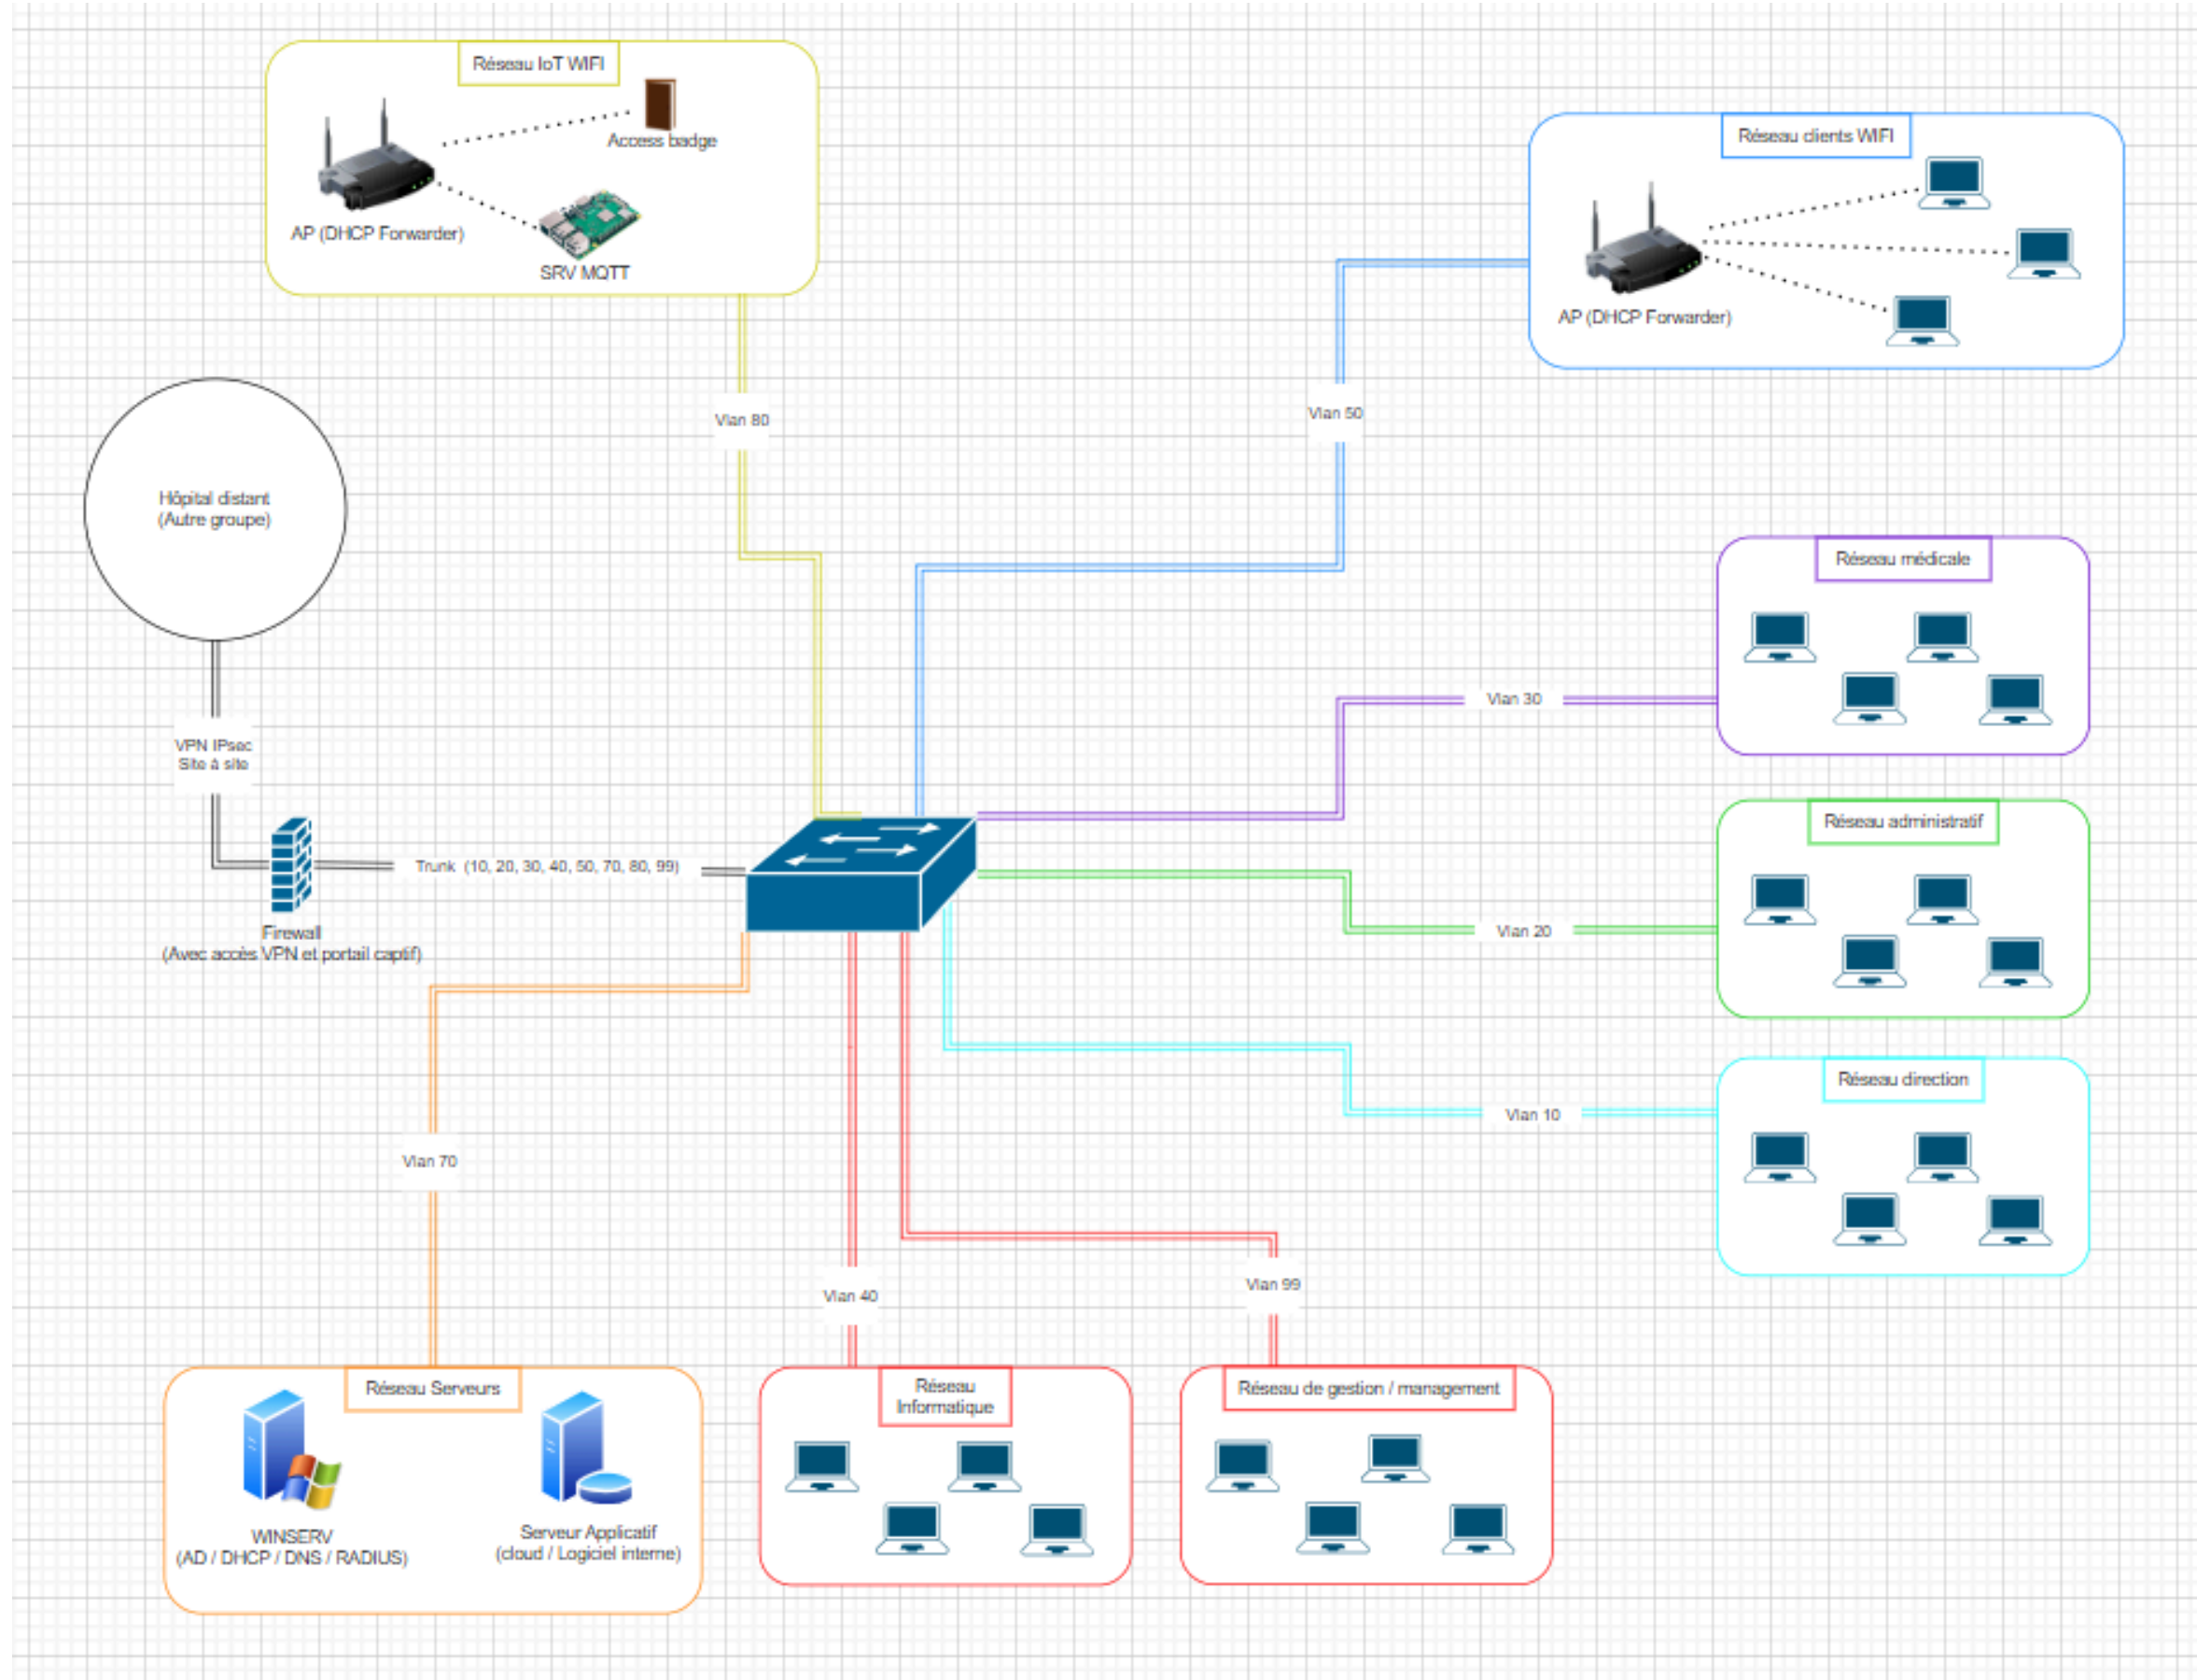 Réseau IoT WIFI
Access badge
AP (DHCP Forwarder)
SRV MQTT
Réseau clients WIFI
AP (DHCP Forwarder)
Vlan 80
Vlan 50
Hôpital distant
(Autre groupe)
Réseau médicale
Vlan 30
VPN IPsec
Site à site
Réseau administratif
Trunk (10, 20, 30, 40, 50, 70, 80, 99)
Firewall
(Avec accès VPN et portail captif)
Vlan 20
Réseau direction
Vlan 10
Vlan 70
Vlan 40
Vlan 99
Réseau Serveurs
WINSERV
(AD / DHCP / DNS / RADIUS)
Serveur Applicatif
(cloud / Logiciel interne)
Réseau
Informatique
Réseau de gestion / management